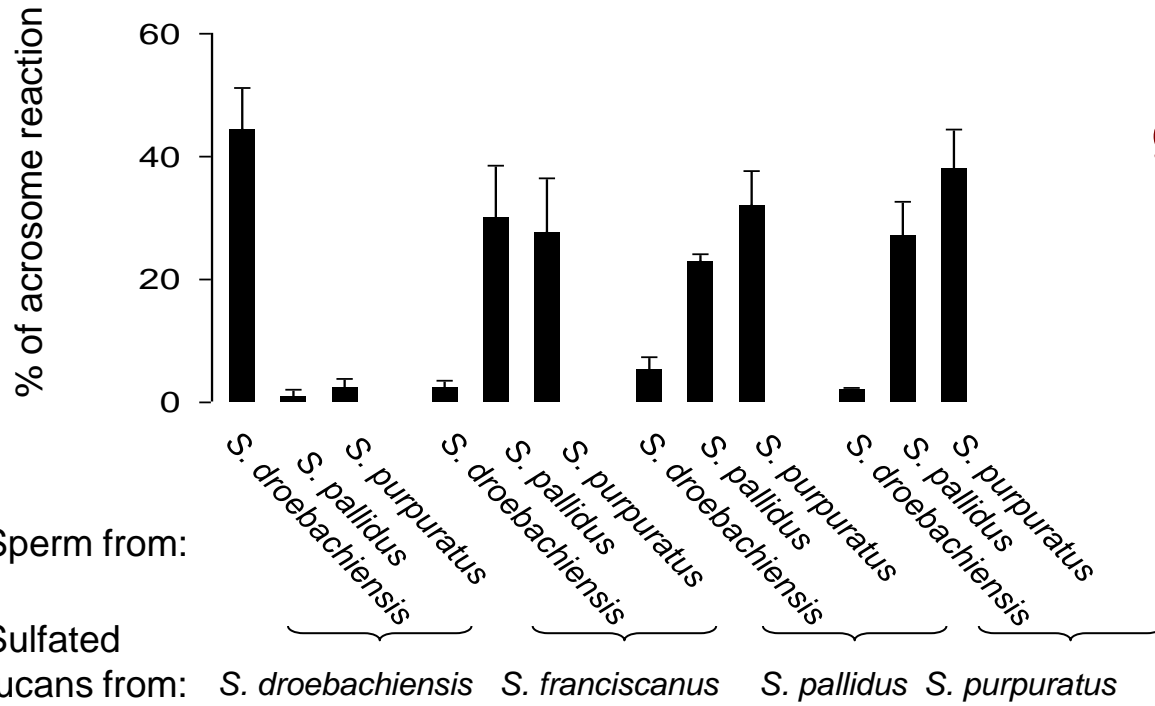 % of acrosome reaction
60
40
20
0
S. droebachiensis
S. pallidus
S. purpuratus
S. droebachiensis
S. pallidus
S. purpuratus
S. droebachiensis
S. pallidus
S. purpuratus
S. droebachiensis
S. pallidus
S. purpuratus
Sperm from:
Sulfated
ucans from: S. droebachiensis S. franciscanus S. pallidus S. purpuratus